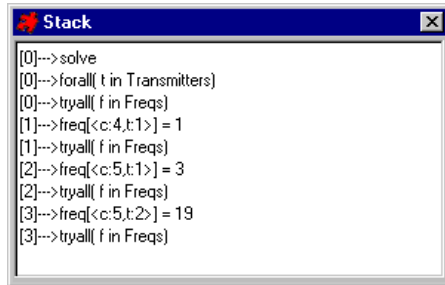 Stack
[0]--->solve
[0]--->forall( t in Transmitters)
[0]--->tryall( f in Freqs)
[1]--->freq[<c:4,t:1>] = 1
[1]--->tryall( f in Freqs)
[2]--->freq[<c:5,t:1>] = 3
[2]--->tryall( f in Freqs)
[3]--->freq[<c:5,t:2>] = 19
[3]--->tryall( f in Freqs)